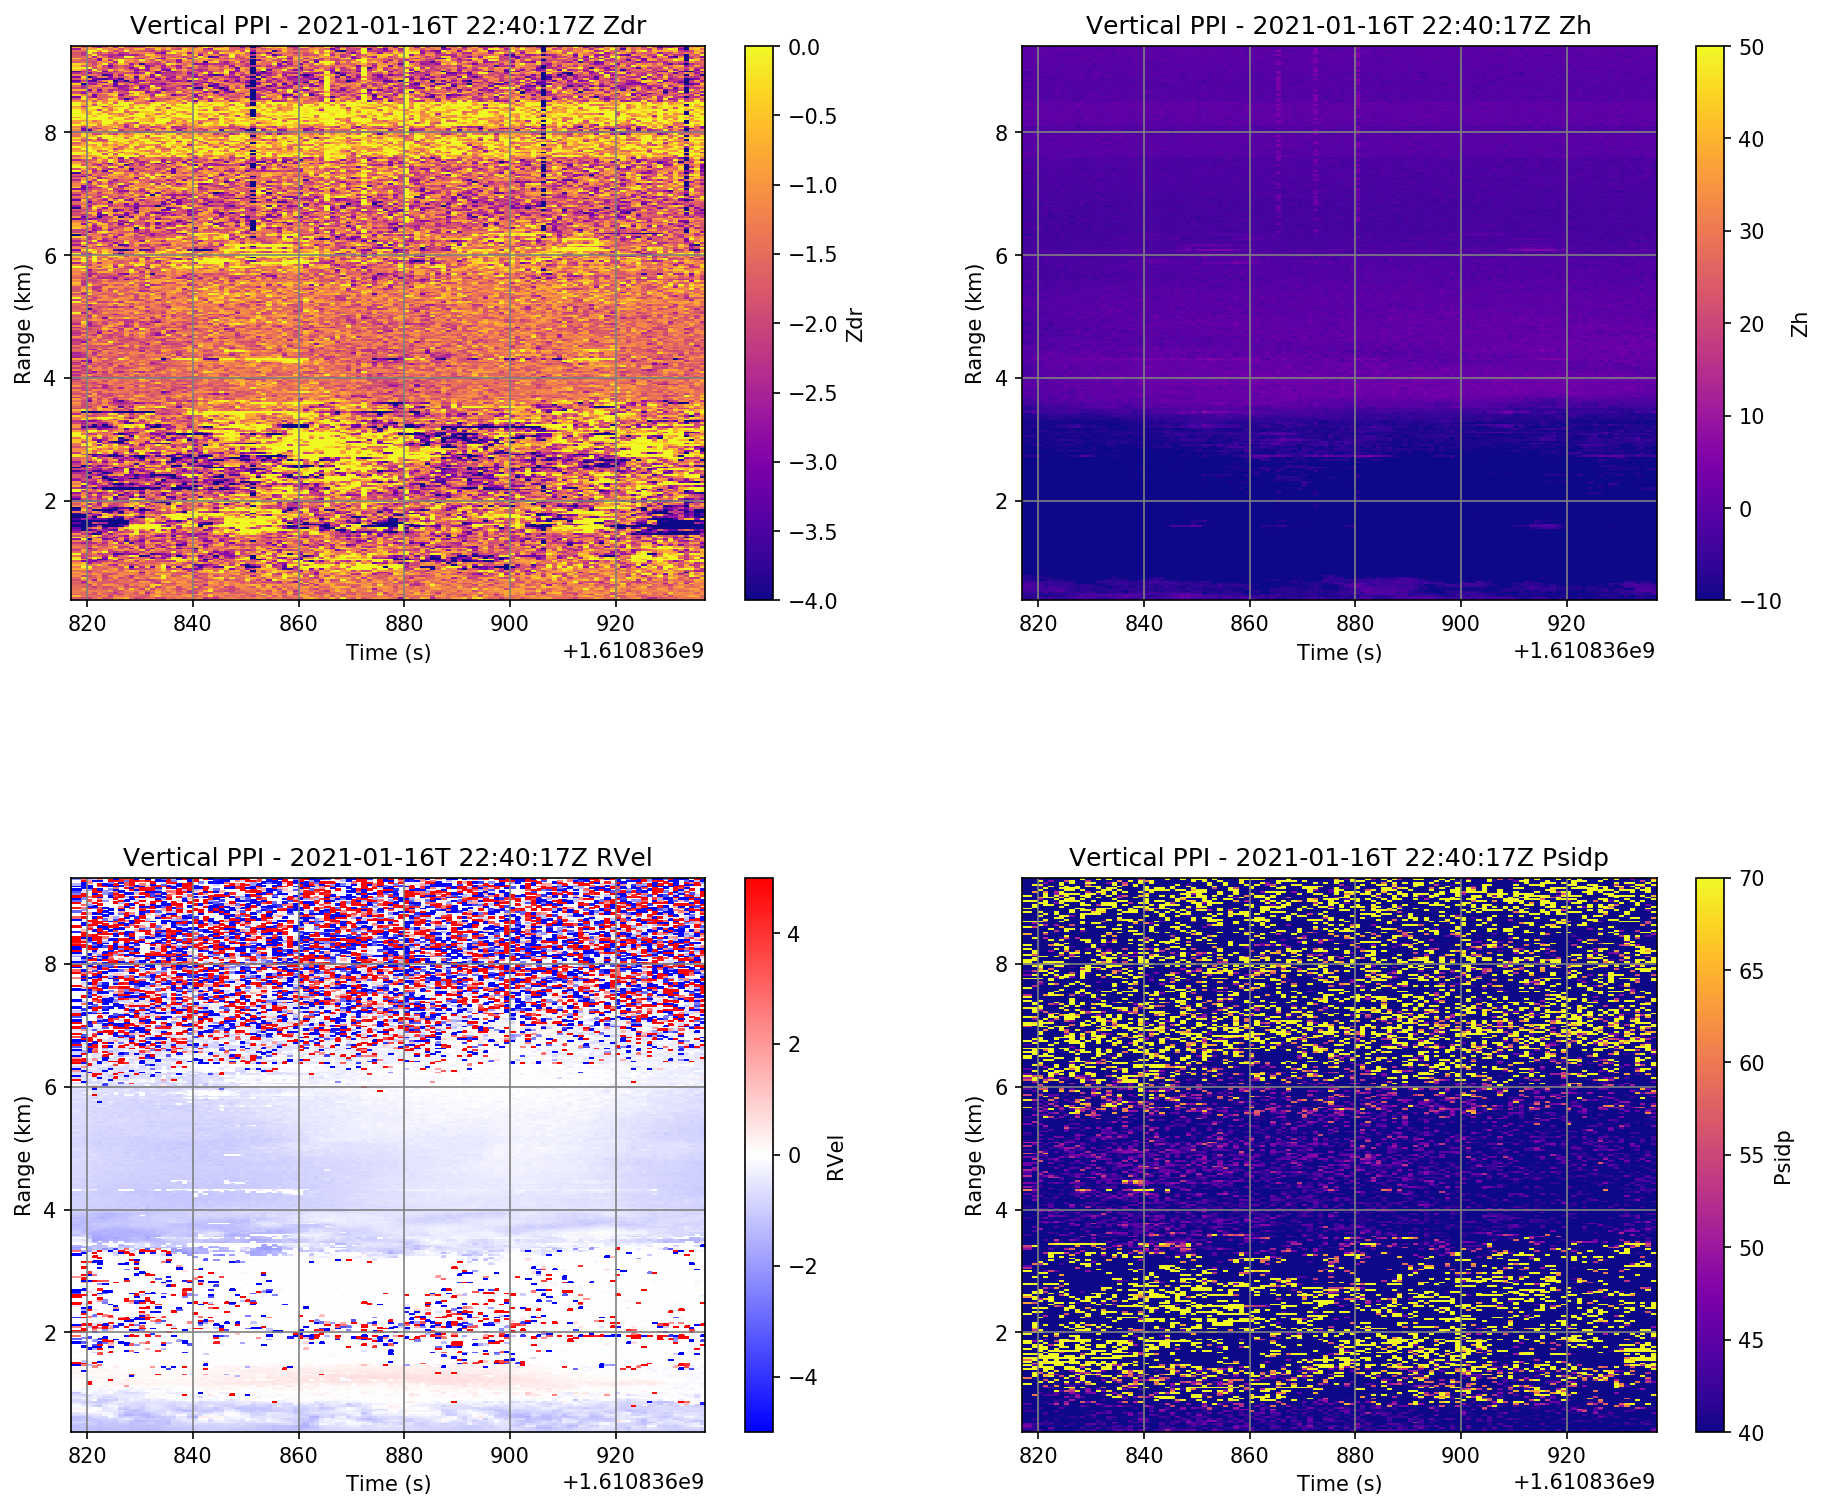 Vertical PPI - 2021-01-16T 22:40:17Z Zdr
Range (km)
8
6
4
2
820 840 860 880 900 920
Time (s)
+1.610836e9
0.0
−0.5
−1.0
−1.5
−2.0
−2.5
−3.0
−3.5
−4.0
Zdr
Vertical PPI - 2021-01-16T 22:40:17Z Zh
Range (km)
8
6
4
2
820 840 860 880 900 920
Time (s)
+1.610836e9
50
40
30
20
10
0
−10
Zh
Vertical PPI - 2021-01-16T 22:40:17Z RVel
Range (km)
8
6
4
2
820 840 860 880 900 920
Time (s)
+1.610836e9
4
2
0
−2
−4
RVel
Vertical PPI - 2021-01-16T 22:40:17Z Psidp
Range (km)
8
6
4
2
820 840 860 880 900 920
Time (s)
+1.610836e9
70
65
60
55
50
45
40
Psidp